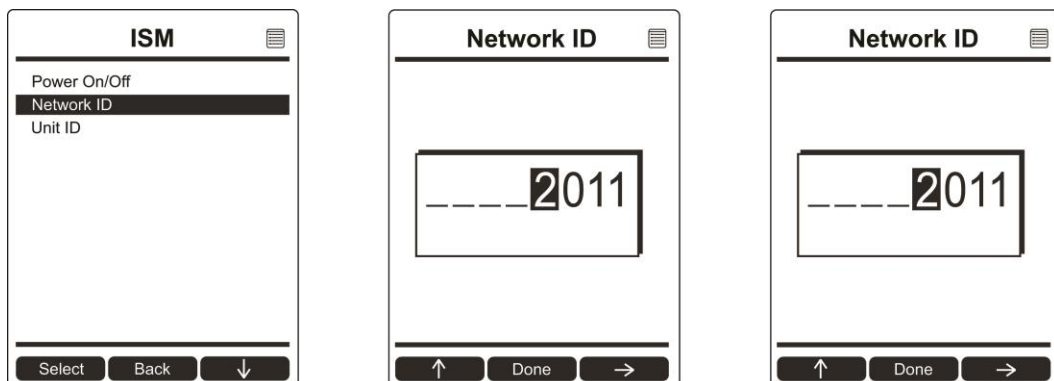 ISM
Power On/Off
Network ID
Unit ID
Select Back ↓
Network ID
____2011
↑ Done →
Network ID
____2011
↑ Done →